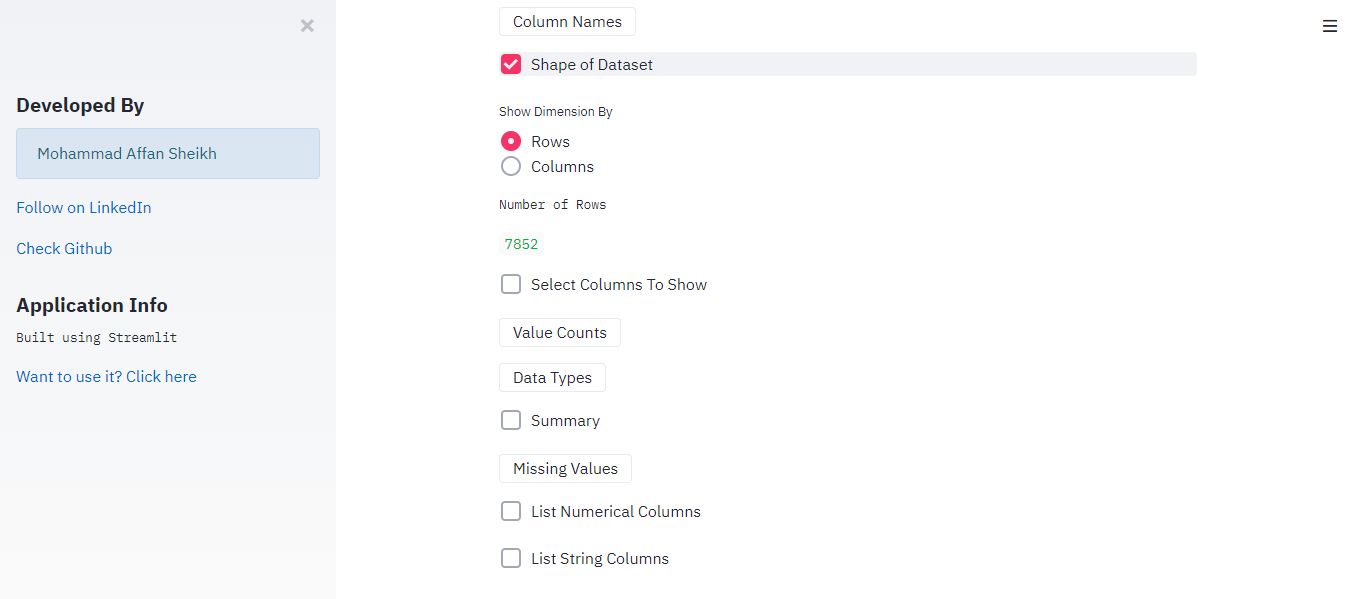 Developed By
Mohammad Affan Sheikh
Follow on LinkedIn
Check Github
Application Info
Built using Streamlit
Want to use it? Click here
Column Names
Shape of Dataset
Show Dimension By
Rows
Columns
Number of Rows
7852
Select Columns To Show
Value Counts
Data Types
Summary
Missing Values
List Numerical Columns
List String Columns